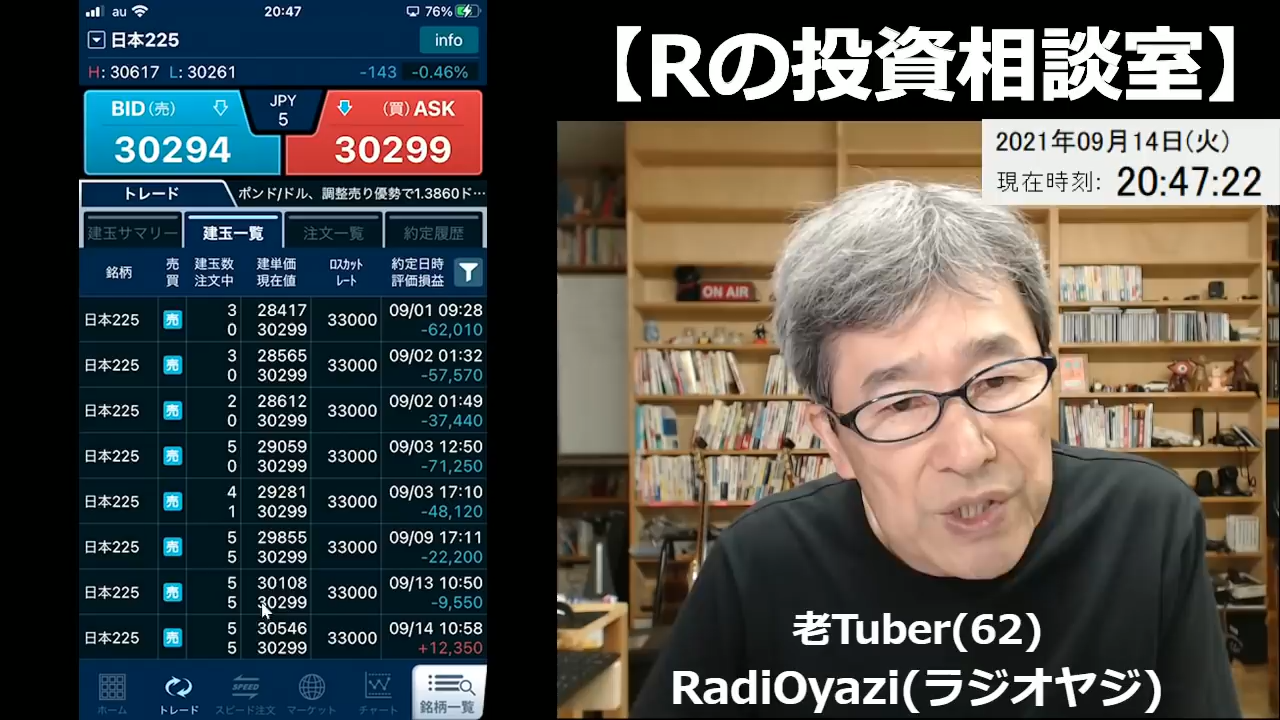 au 20:47 76%
日本225 info
H: 30617 L: 30261 -143 -0.46%
BID(売) JPY (買)ASK
30294 5 30299
トレード ポンド/ドル、調整売り優勢で1.3860ド…
建玉サマリー 建玉一覧 注文一覧 約定履歴
銘柄 売買 建玉数 建単価 ロスカット 約定日時
注文中 現在値 レート 評価損益
日本225 売 3 28417 33000 09/01 09:28
0 30299 -62,010
日本225 売 3 28565 33000 09/02 01:32
0 30299 -57,570
日本225 売 2 28612 33000 09/02 01:49
0 30299 -37,440
日本225 売 5 29059 33000 09/03 12:50
0 30299 -71,250
日本225 売 4 29281 33000 09/03 17:10
1 30299 -48,120
日本225 売 5 29855 33000 09/09 17:11
5 30299 -22,200
日本225 売 5 30108 33000 09/13 10:50
5 30299 -9,550
日本225 売 5 30546 33000 09/14 10:58
5 30299 +12,350
SPEED
ホーム トレード スピード注文 マーケット チャート 銘柄一覧
【Rの投資相談室】
2021年09月14日(火)
現在時刻: 20:47:22
ON AIR
老Tuber(62)
RadiOyazi(ラジオヤジ)